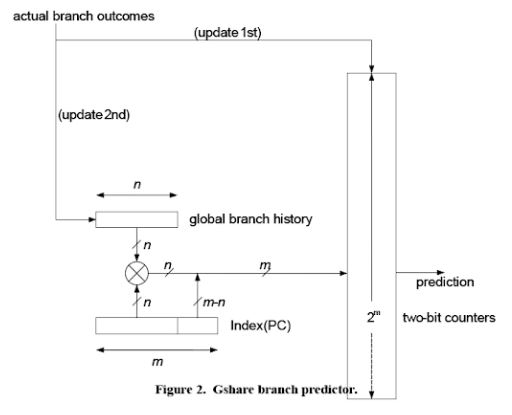 actual branch outcomes
(update 1st)
(update 2nd)
n
global branch history
n
n
m
n
m-n
Index(PC)
m
prediction
2^m
two-bit counters
Figure 2. Gshare branch predictor.